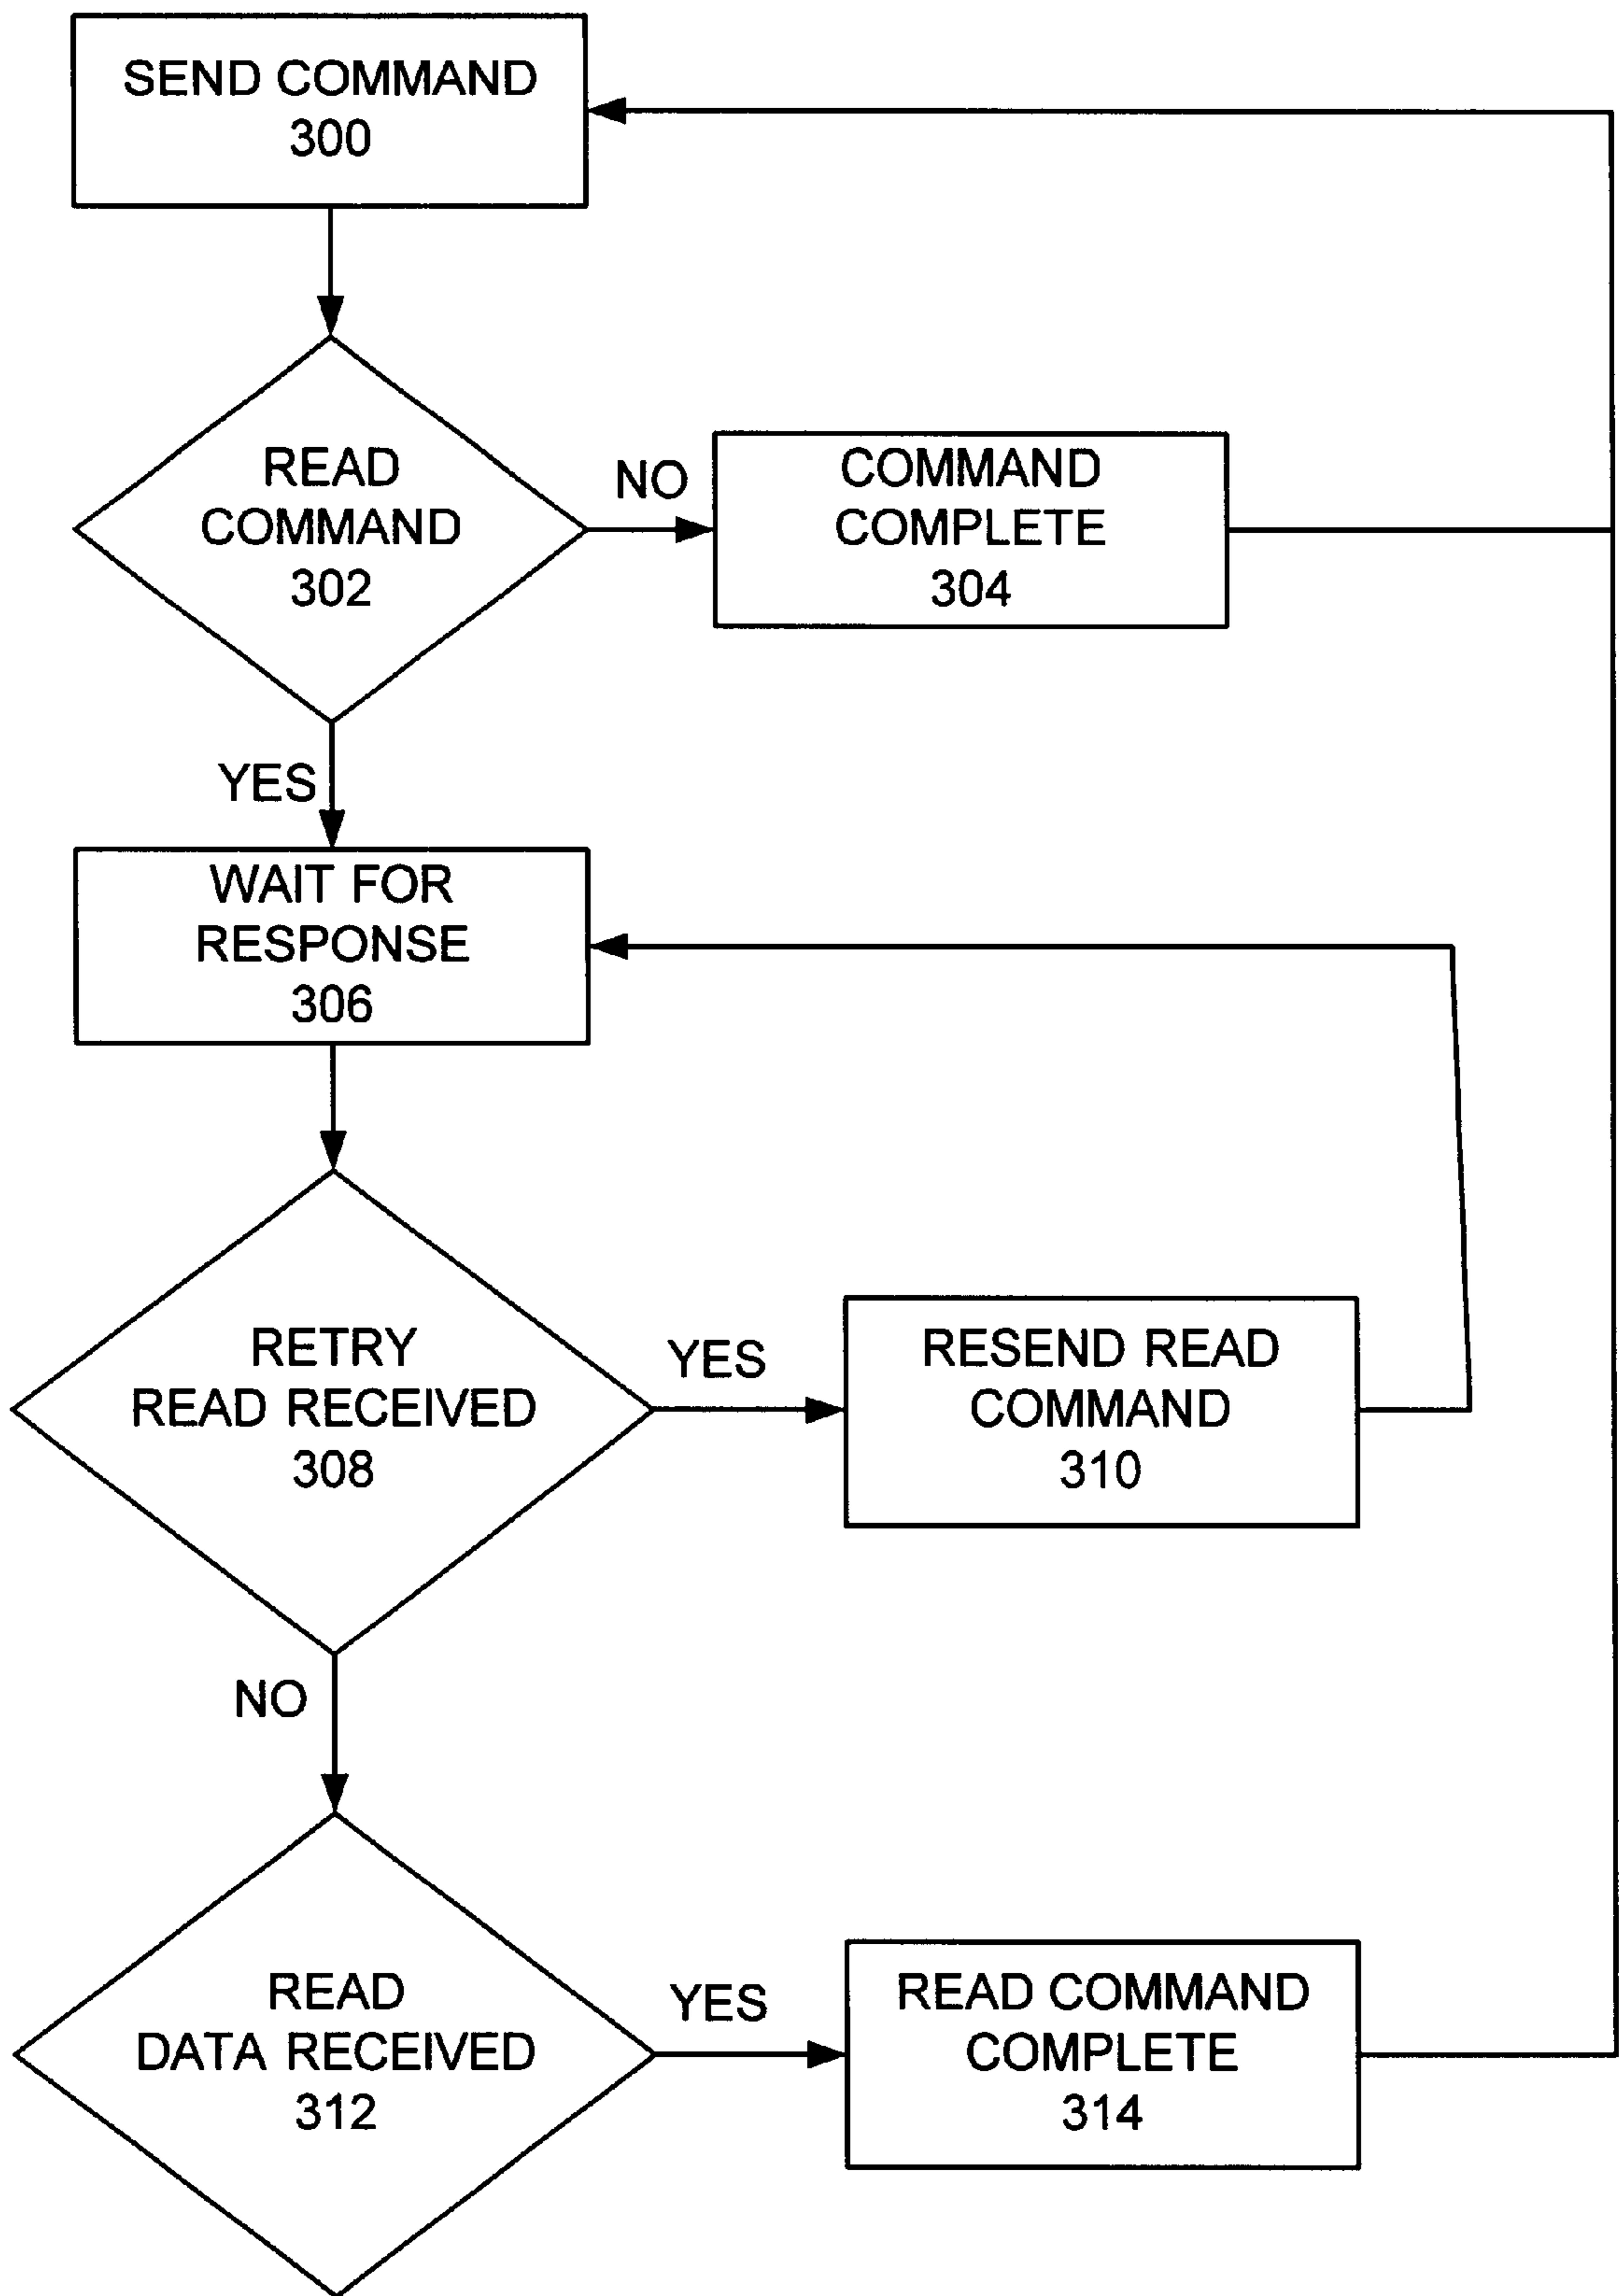 SEND COMMAND
300
READ
COMMAND
302
NO
COMMAND
COMPLETE
304
YES
WAIT FOR
RESPONSE
306
RETRY
READ RECEIVED
308
YES
RESEND READ
COMMAND
310
NO
READ
DATA RECEIVED
312
YES
READ COMMAND
COMPLETE
314